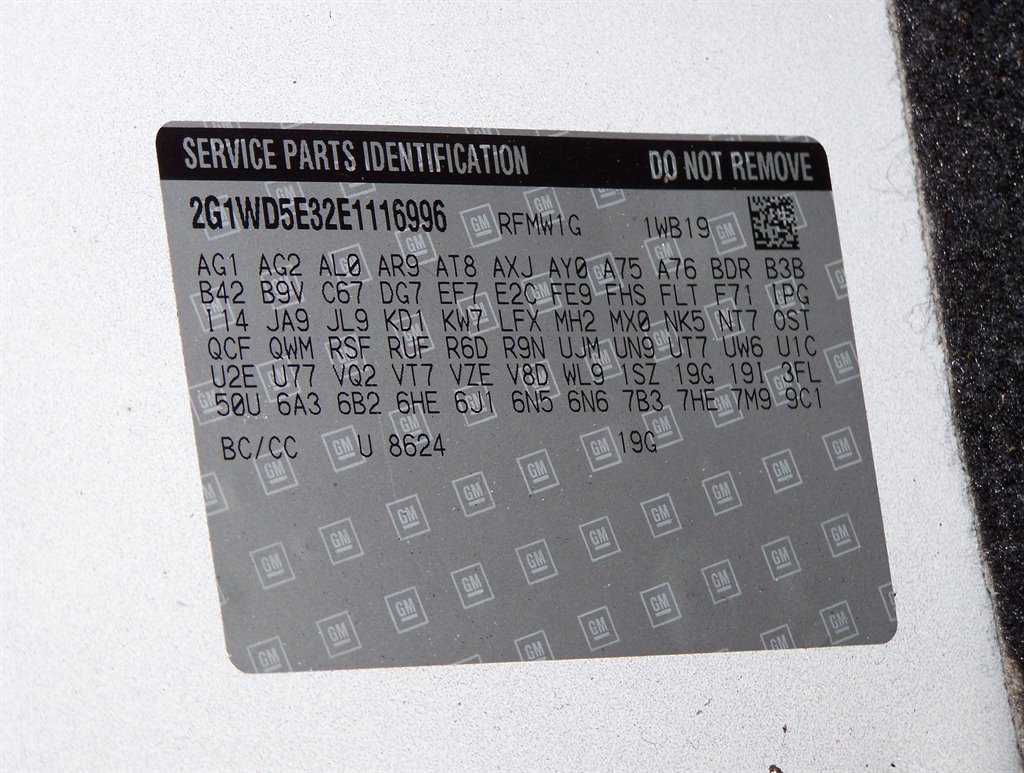 SERVICE PARTS IDENTIFICATION DO NOT REMOVE
2G1WD5E32E1116996 RFMW1G 1WB19
AG1 AG2 AL0 AR9 AT8 AXJ AY0 A75 A76 BDR B3B
B42 B9V C67 DG7 EF7 E2C FE9 FHS FLT F71 IPG
I14 JA9 JL9 KD1 KW7 LFX MH2 MX0 NK5 NT7 OST
QCF QWM RSF RUF R6D R9N UJM UN9 UT7 UW6 U1C
U2E U77 VQ2 VT7 VZE V8D WL9 1SZ 19G 19I 3FL
50U 6A3 6B2 6HE 6J1 6N5 6N6 7B3 7HE 7M9 9C1
BC/CC U 8624 19G